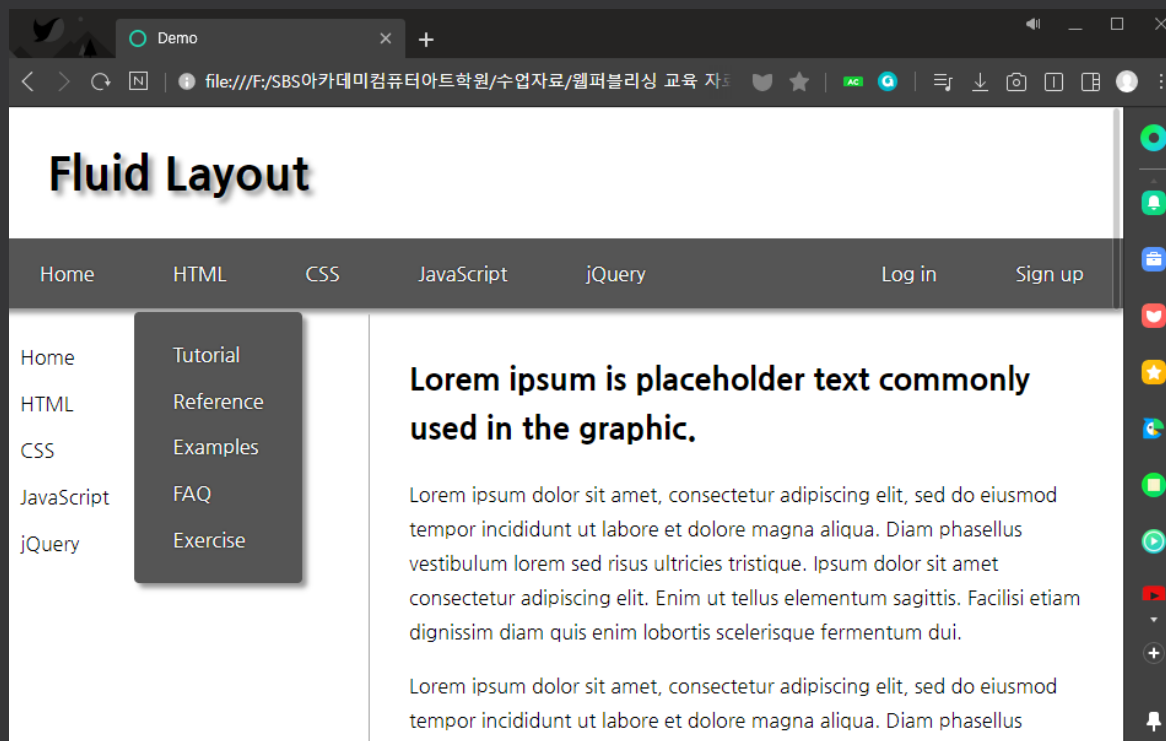 Demo
file:///F:/SBS아카데미컴퓨터아트학원/수업자료/웹퍼블리싱 교육 자료
AC
Fluid Layout
Home HTML CSS JavaScript jQuery Log in Sign up
Home
HTML
CSS
JavaScript
jQuery
Tutorial
Reference
Examples
FAQ
Exercise
Lorem ipsum is placeholder text commonly
used in the graphic.
Lorem ipsum dolor sit amet, consectetur adipiscing elit, sed do eiusmod
tempor incididunt ut labore et dolore magna aliqua. Diam phasellus
vestibulum lorem sed risus ultricies tristique. Ipsum dolor sit amet
consectetur adipiscing elit. Enim ut tellus elementum sagittis. Facilisi etiam
dignissim diam quis enim lobortis scelerisque fermentum dui.
Lorem ipsum dolor sit amet, consectetur adipiscing elit, sed do eiusmod
tempor incididunt ut labore et dolore magna aliqua. Diam phasellus